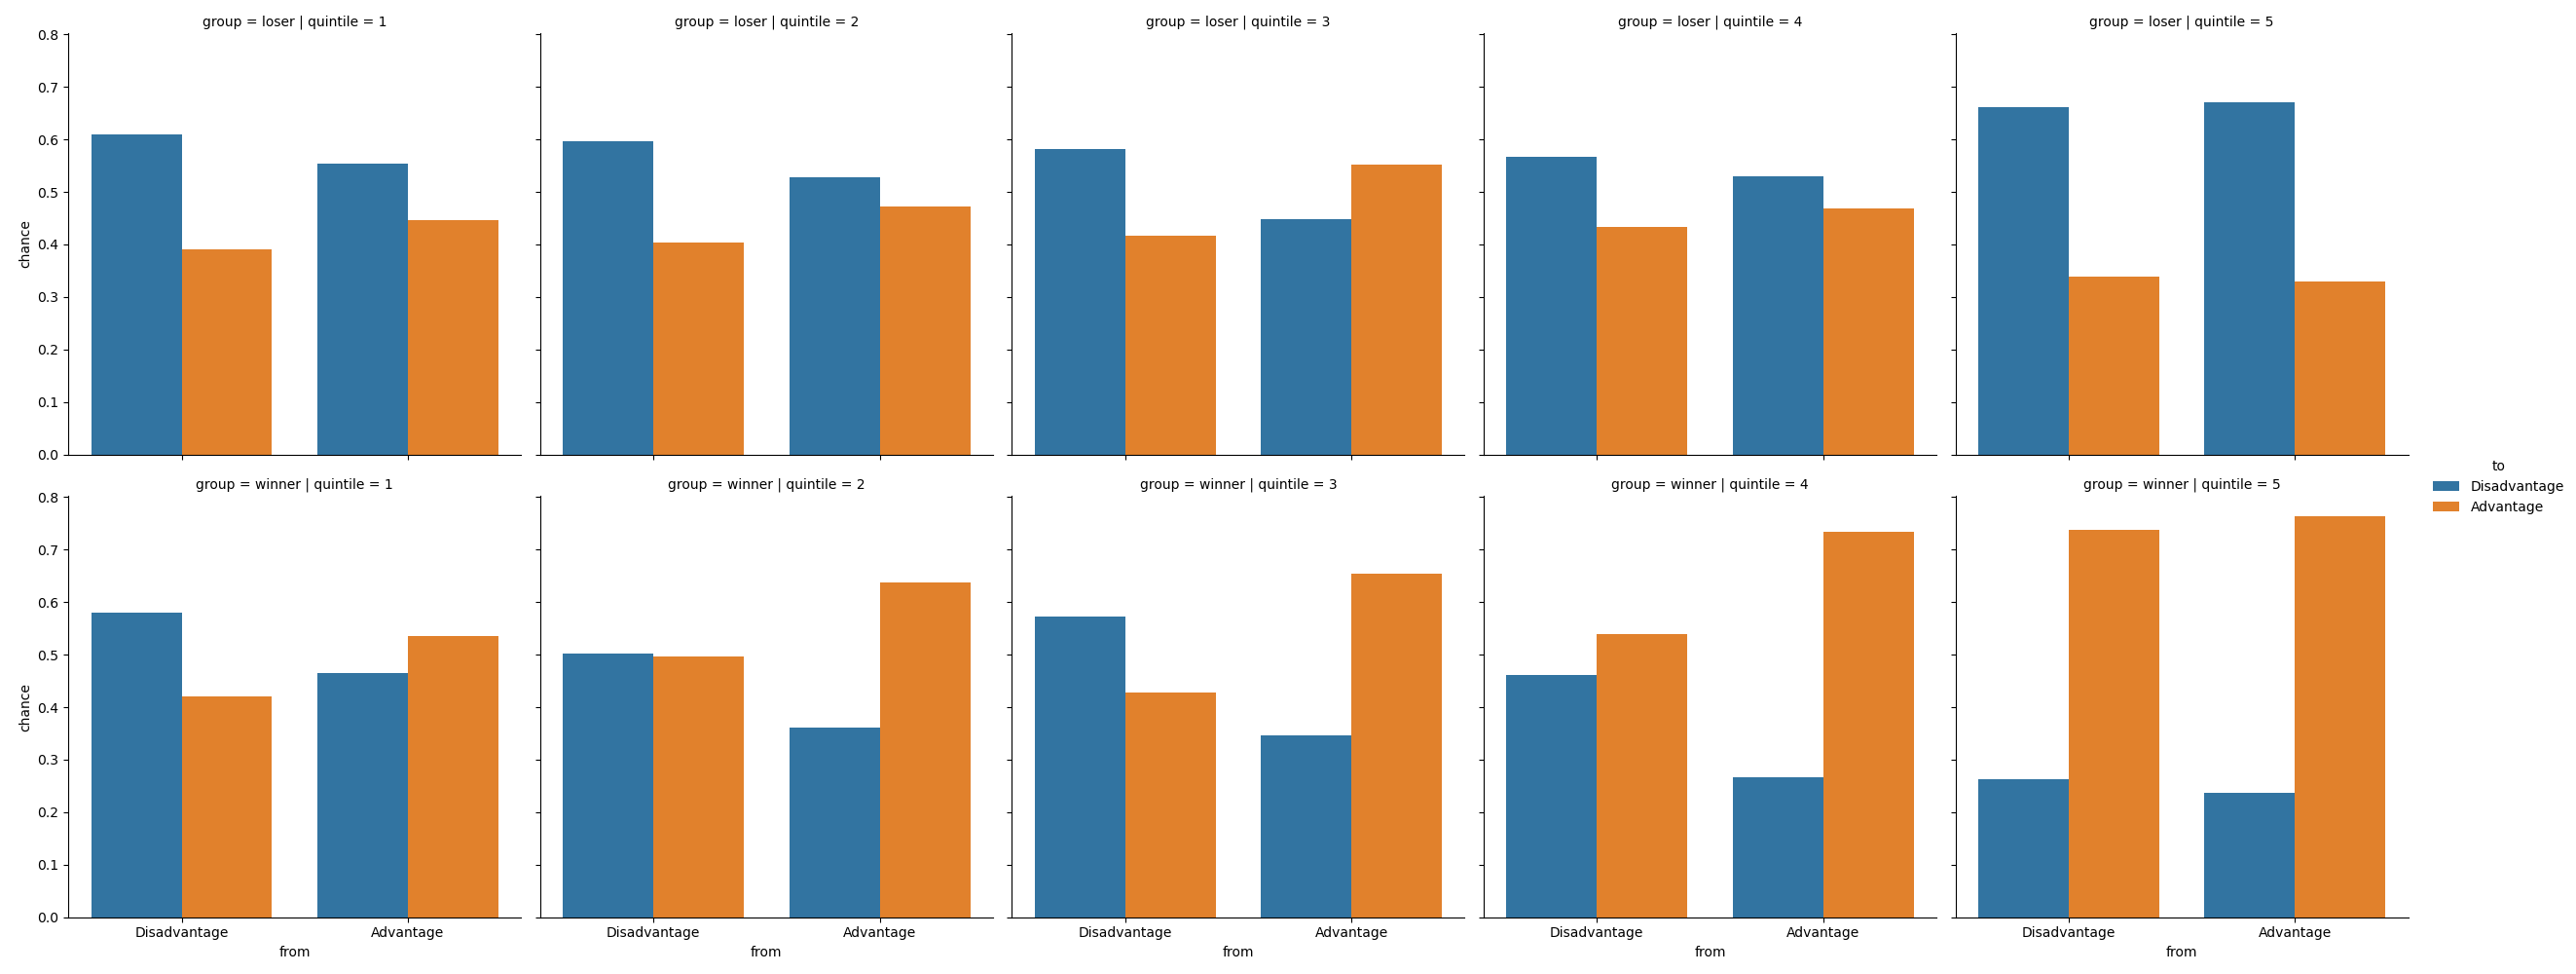 group = loser | quintile = 1
group = loser | quintile = 2
group = loser | quintile = 3
group = loser | quintile = 4
group = loser | quintile = 5
0.8
0.7
0.6
0.5
0.4
0.3
0.2
0.1
0.0
chance
group = winner | quintile = 1
group = winner | quintile = 2
group = winner | quintile = 3
group = winner | quintile = 4
group = winner | quintile = 5
0.8
0.7
0.6
0.5
0.4
0.3
0.2
0.1
0.0
chance
Disadvantage Advantage
from
Disadvantage Advantage
from
Disadvantage Advantage
from
Disadvantage Advantage
from
Disadvantage Advantage
from
to
Disadvantage
Advantage